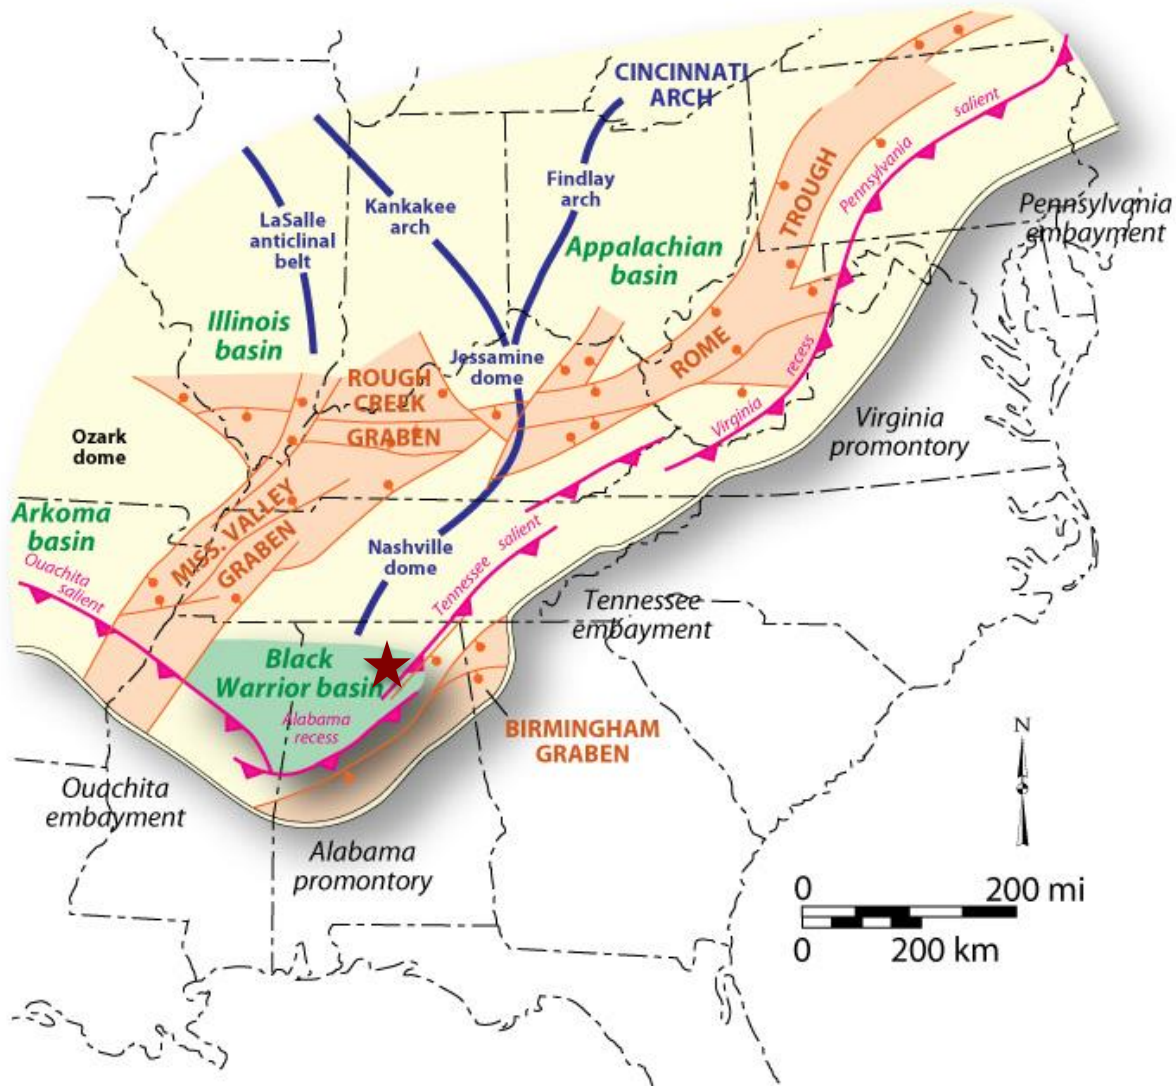 CINCINNATI
ARCH
TROUGH
salient
Pennsylvania
Findlay
arch
Kankakee
arch
LaSalle
anticlinal
belt
Appalachian
basin
Pennsylvania
embayment
Illinois
basin
Jessamine
dome
ROME
recess
Virginia
ROUGH
CREEK
GRABEN
Virginia
promontory
Ozark
dome
MISS. VALLEY
GRABEN
Arkoma
basin
Ouachita
salient
Nashville
dome
Tennessee salient
Tennessee
embayment
Black
Warrior basin
Alabama
recess
BIRMINGHAM
GRABEN
N
Ouachita
embayment
Alabama
promontory
0 200 mi
0 200 km